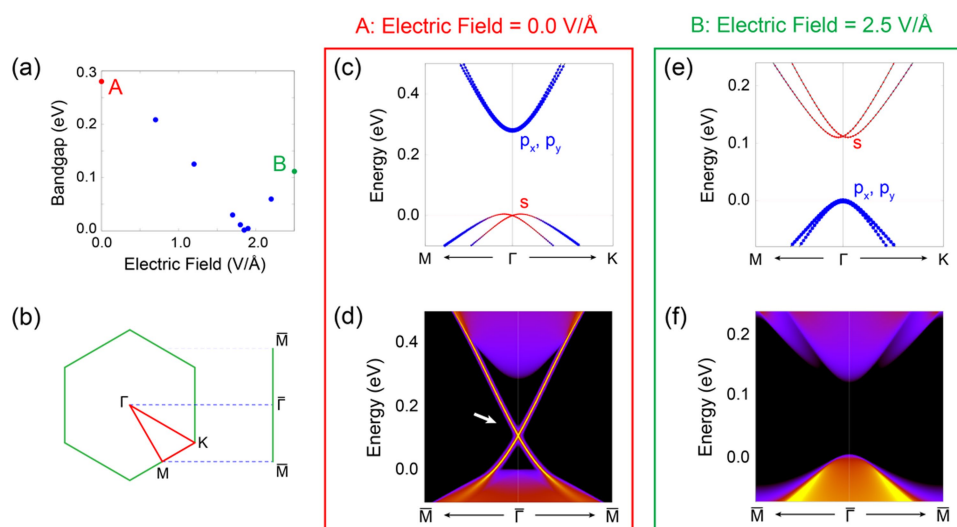 A: Electric Field = 0.0 V/Å
B: Electric Field = 2.5 V/Å
(a)
Bandgap (eV)
0.3
0.2
0.1
0.0
A
B
0.0
1.0
2.0
Electric Field (V/Å)
(b)
Γ
K
M
M̅
Γ̅
M̅
(c)
Energy (eV)
0.4
0.2
0.0
pₓ, p_y
s
M
Γ
K
(d)
Energy (eV)
0.4
0.2
0.0
M̅
Γ̅
M̅
(e)
Energy (eV)
0.2
0.1
0.0
s
pₓ, p_y
M
Γ
K
(f)
Energy (eV)
0.2
0.1
0.0
M̅
Γ̅
M̅